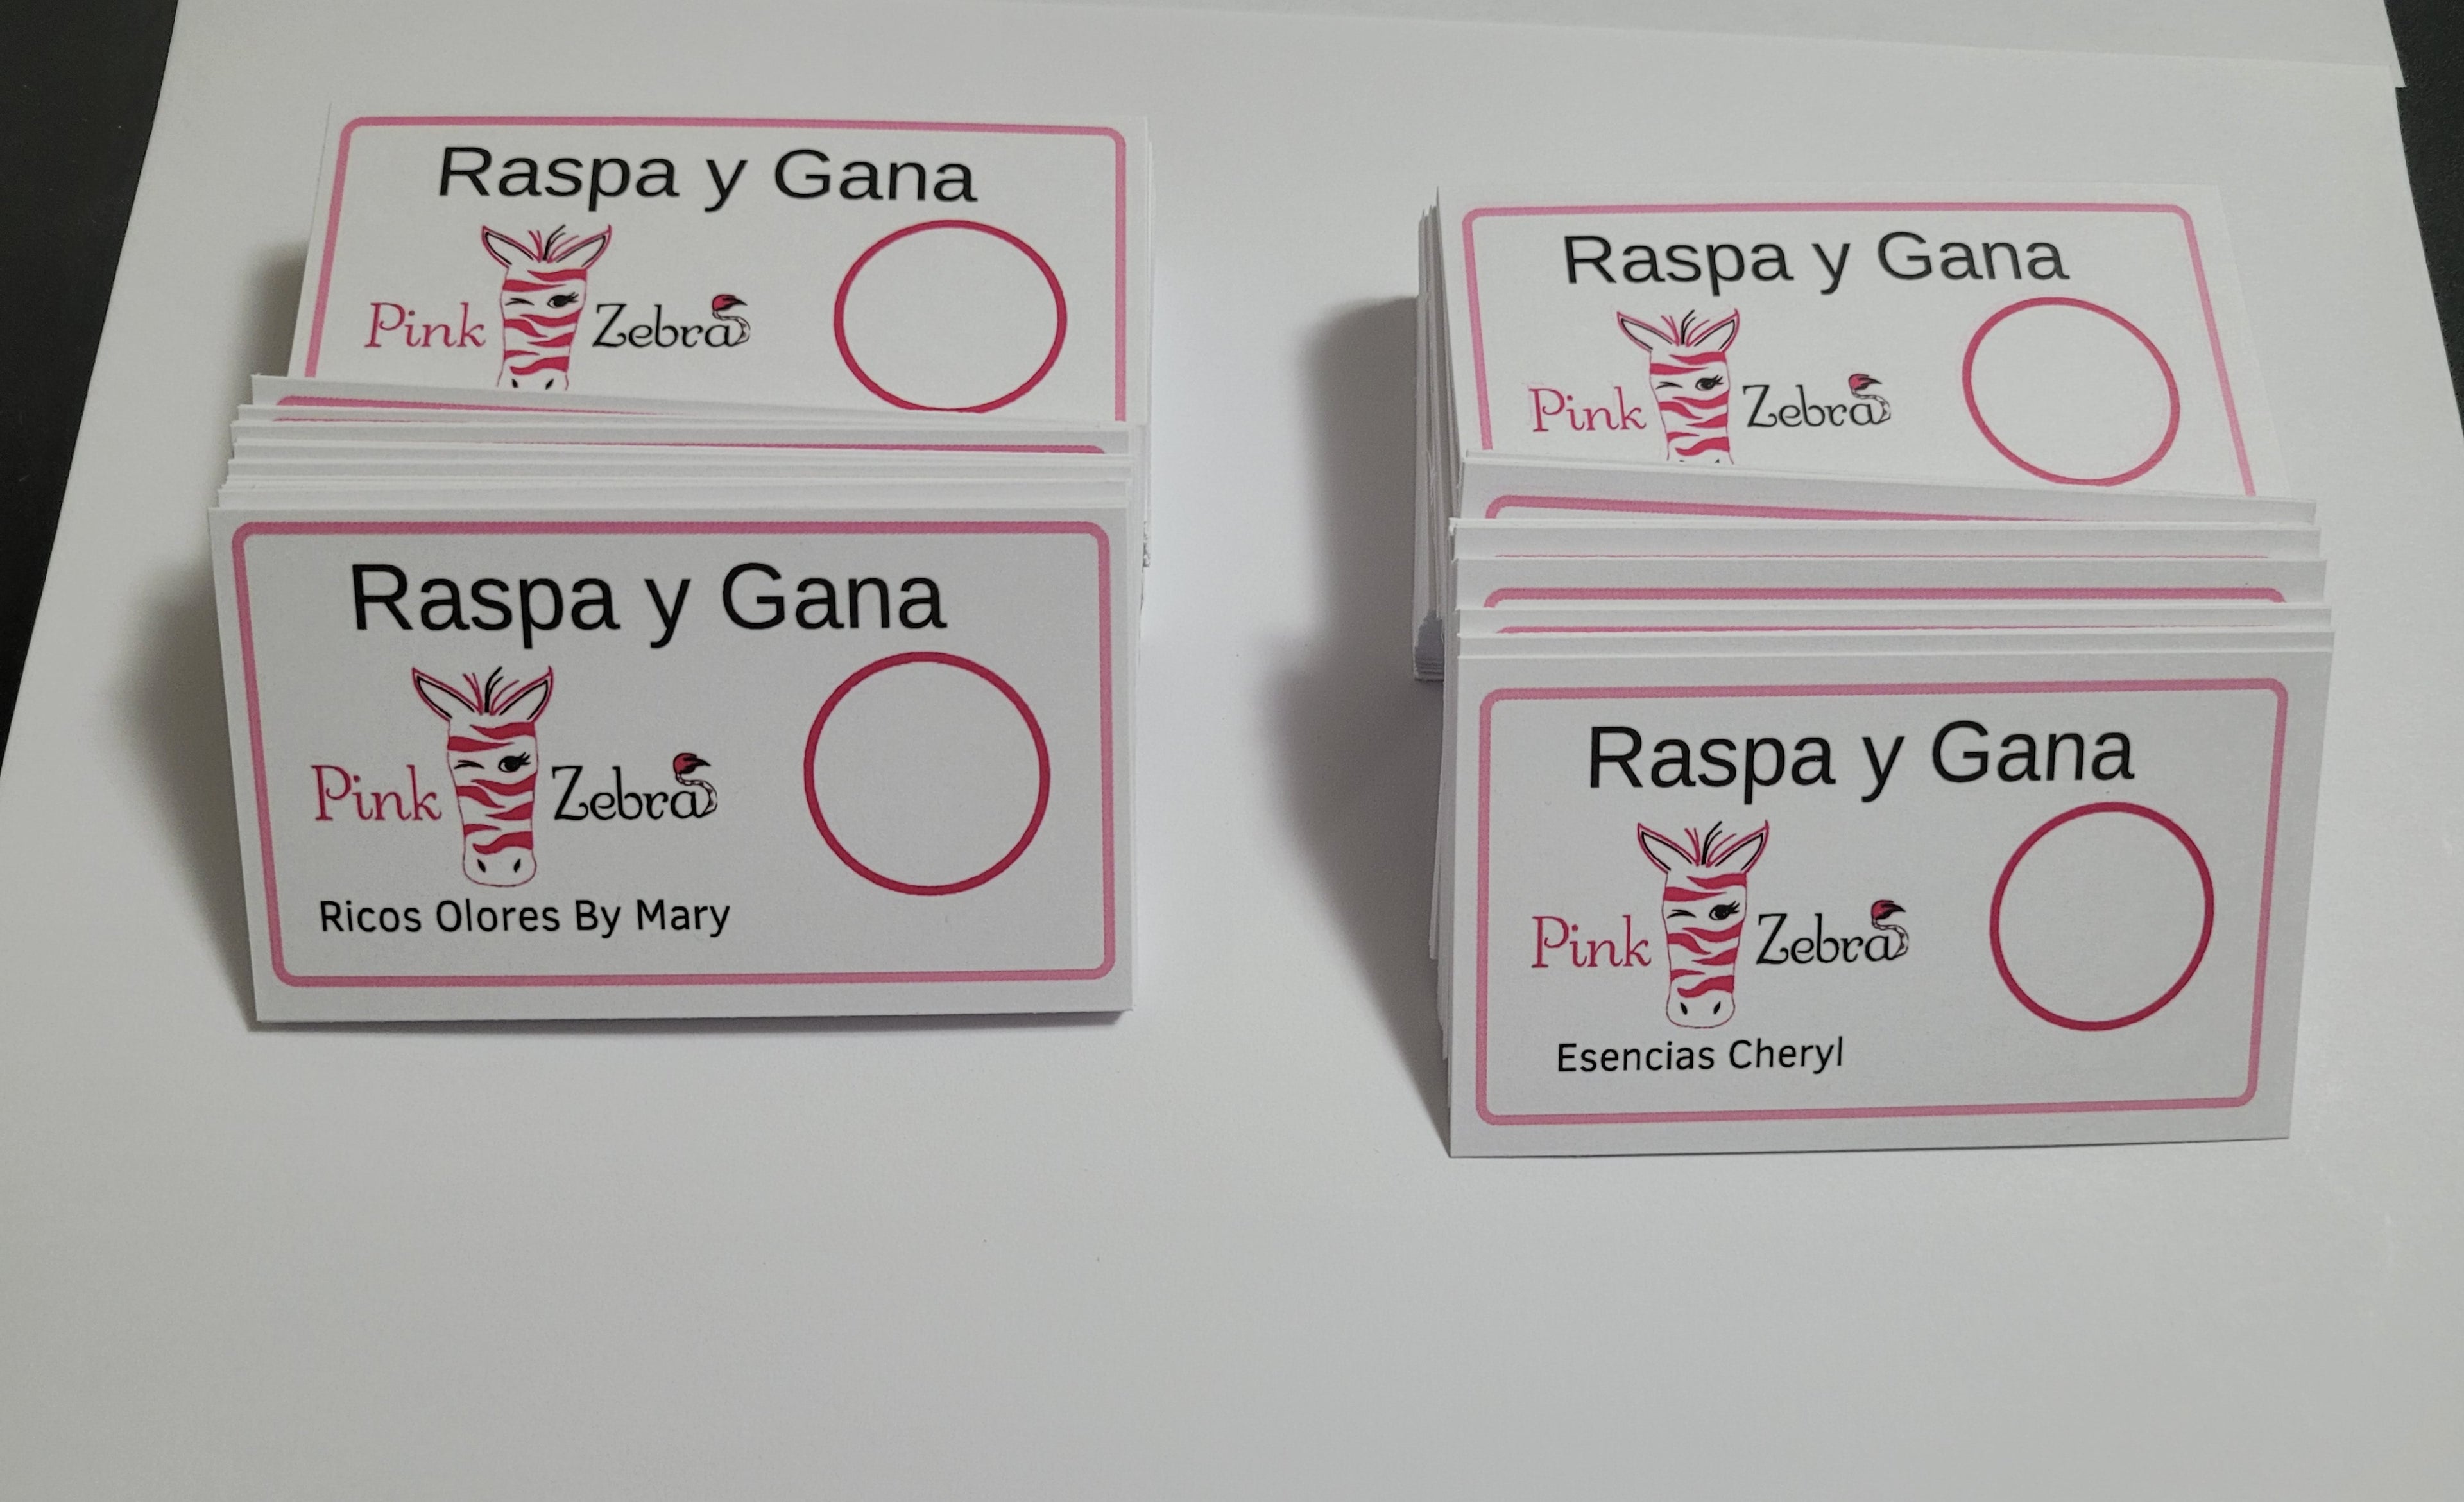 Raspa y Gana
Pink Zebra
Raspa y Gana
Pink Zebra
Ricos Olores By Mary
Raspa y Gana
Pink Zebra
Raspa y Gana
Pink Zebra
Esencias Cheryl